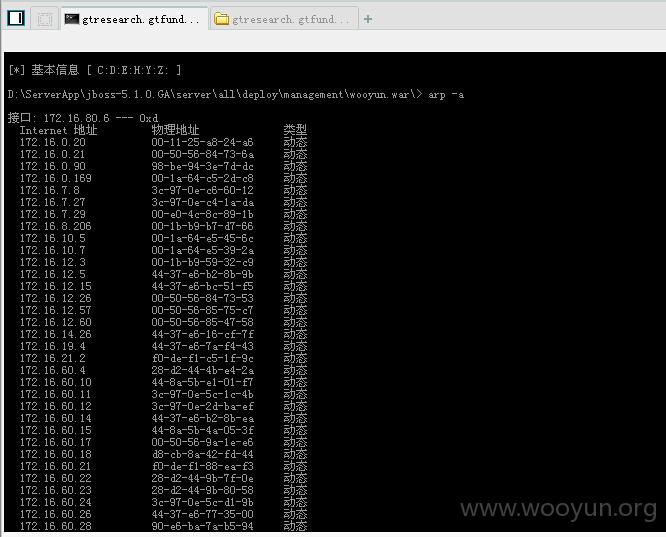 gtresearch.gtfund...
gtresearch.gtfund...
[*] 基本信息 [ C:D:E:H:Y:Z: ]
D:\ServerApp\jboss-5.1.0.GA\server\all\deploy\management\wooyun.war\> arp -a
接口: 172.16.80.6 --- 0xd
Internet 地址 物理地址 类型
172.16.0.20 00-11-25-a8-24-a6 动态
172.16.0.21 00-50-56-84-73-6a 动态
172.16.0.90 98-be-94-3e-7d-dc 动态
172.16.0.169 00-1a-64-c5-2d-c8 动态
172.16.7.8 3c-97-0e-c6-60-12 动态
172.16.7.27 3c-97-0e-c4-1a-da 动态
172.16.7.29 00-e0-4c-8c-89-1b 动态
172.16.8.206 00-1b-b9-b7-d7-66 动态
172.16.10.5 00-1a-64-e5-45-6c 动态
172.16.10.7 00-1a-64-e5-39-2a 动态
172.16.12.3 00-1b-b9-59-32-c9 动态
172.16.12.5 44-37-e6-b2-8b-9b 动态
172.16.12.15 44-37-e6-bc-51-f5 动态
172.16.12.26 00-50-56-84-73-53 动态
172.16.12.57 00-50-56-85-75-c7 动态
172.16.12.60 00-50-56-85-47-58 动态
172.16.14.26 44-37-e6-16-cf-7f 动态
172.16.19.4 44-37-e6-7a-f4-43 动态
172.16.21.2 f0-de-f1-c5-1f-9c 动态
172.16.60.4 28-d2-44-4b-e4-2a 动态
172.16.60.10 44-8a-5b-e1-01-f7 动态
172.16.60.11 3c-97-0e-5c-1c-4b 动态
172.16.60.12 3c-97-0e-2d-ba-ef 动态
172.16.60.14 44-37-e6-b2-8b-ea 动态
172.16.60.15 44-8a-5b-4a-05-3f 动态
172.16.60.17 00-50-56-9a-1e-e6 动态
172.16.60.18 d8-cb-8a-42-fd-44 动态
172.16.60.21 f0-de-f1-88-ea-f3 动态
172.16.60.22 28-d2-44-9b-7f-0e 动态
172.16.60.23 28-d2-44-9b-80-58 动态
172.16.60.24 3c-97-0e-5c-d1-9b 动态
172.16.60.26 44-37-e6-77-35-00 动态
172.16.60.28 90-e6-ba-7a-b5-94 动态
www.wooyun.org